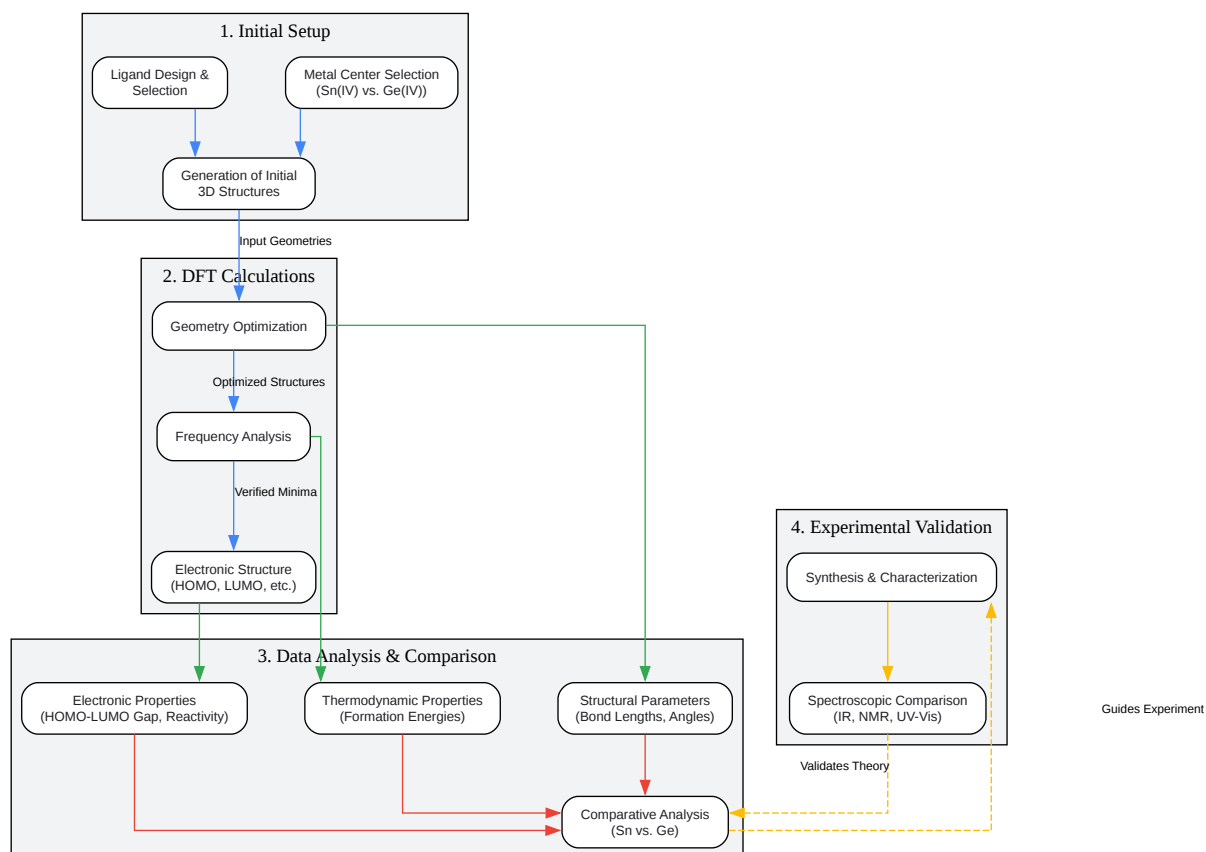 1. Initial Setup
Ligand Design &
Selection
Metal Center Selection
(Sn(IV) vs. Ge(IV))
Generation of Initial
3D Structures
Input Geometries
2. DFT Calculations
Geometry Optimization
Optimized Structures
Frequency Analysis
Verified Minima
Electronic Structure
(HOMO, LUMO, etc.)
3. Data Analysis & Comparison
Electronic Properties
(HOMO-LUMO Gap, Reactivity)
Thermodynamic Properties
(Formation Energies)
Structural Parameters
(Bond Lengths, Angles)
Comparative Analysis
(Sn vs. Ge)
4. Experimental Validation
Synthesis & Characterization
Spectroscopic Comparison
(IR, NMR, UV-Vis)
Validates Theory
Guides Experiment